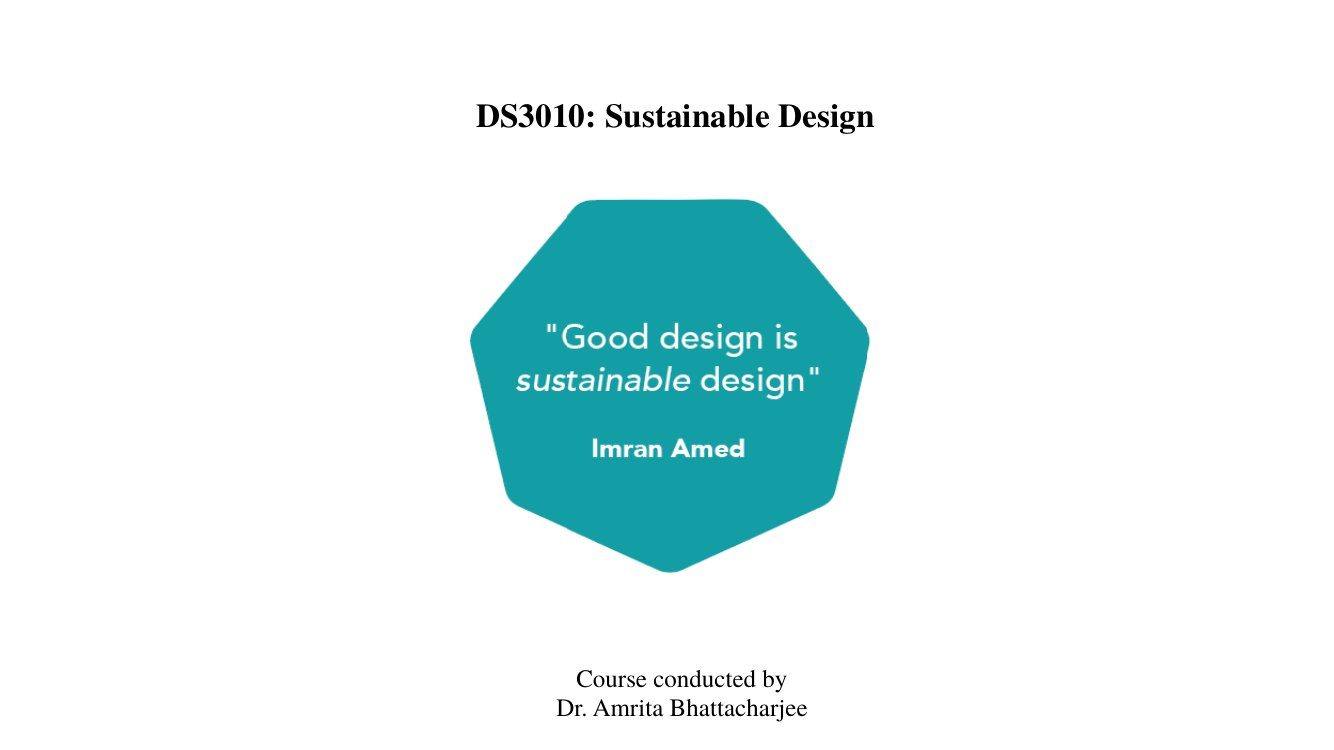 DS3010: Sustainable Design
"Good design is
sustainable design"
Imran Amed
Course conducted by
Dr. Amrita Bhattacharjee